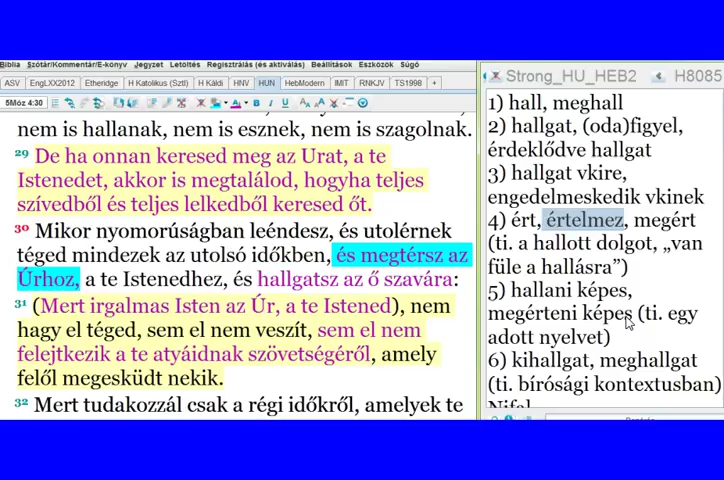 Biblia Szótár/Kommentár/E-könyv Jegyzet Letöltés Regisztrálás (és aktiválás) Beállítások Eszközök Súgó
ASV EngLXX2012 Etheridge H Katolikus (SztI) H Káldi HNV HUN HebModern IMIT RNKJV TS1998 +
5Móz 4:30
nem is hallanak, nem is esznek, nem is szagolnak.
29 De ha onnan keresed meg az Urat, a te
Istenedet, akkor is megtalálod, hogyha teljes
szívedből és teljes lelkedből keresed őt.
30 Mikor nyomorúságban leéndesz, és utolérnek
téged mindezek az utolsó időkben, és megtérsz az
Úrhoz, a te Istenedhez, és hallgatsz az ő szavára:
31 (Mert irgalmas Isten az Úr, a te Istened), nem
hagy el téged, sem el nem veszít, sem el nem
felejtkezik a te atyáidnak szövetségéről, amely
felől megesküdt nekik.
32 Mert tudakozzál csak a régi időkről, amelyek te
Strong_HU_HEB2 H8085
1) hall, meghall
2) hallgat, (oda)figyel,
érdeklődve hallgat
3) hallgat vkire,
engedelmeskedik vkinek
4) ért, értelmez, megért
(ti. a hallott dolgot, „van
füle a hallásra”)
5) hallani képes,
megérteni képes (ti. egy
adott nyelvet)
6) kihallgat, meghallgat
(ti. bírósági kontextusban)
Nifel